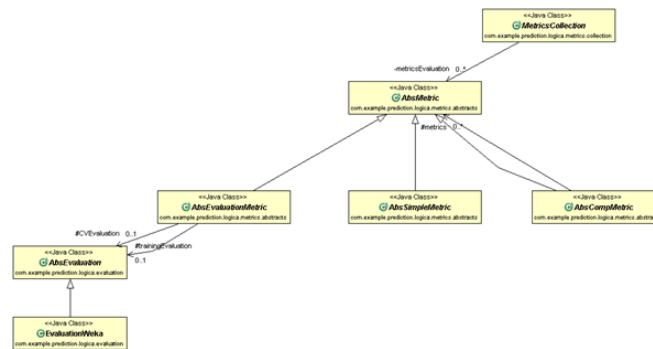 <<Java Class>>
MetricsCollection
com.example.prediction.logica.metrics.collection
-metricsEvaluation 0..*
<<Java Class>>
AbsMetric
com.example.prediction.logica.metrics.abstracts
#metrics 0..*
<<Java Class>>
AbsEvaluationMetric
com.example.prediction.logica.metrics.abstracts
<<Java Class>>
AbsSimpleMetric
com.example.prediction.logica.metrics.abstracts
<<Java Class>>
AbsCompMetric
com.example.prediction.logica.metrics.abstracts
#CVEvaluation 0..1
#trainingEvaluation
0..1
<<Java Class>>
AbsEvaluation
com.example.prediction.logica.evaluation
<<Java Class>>
EvaluationWeka
com.example.prediction.logica.evaluation